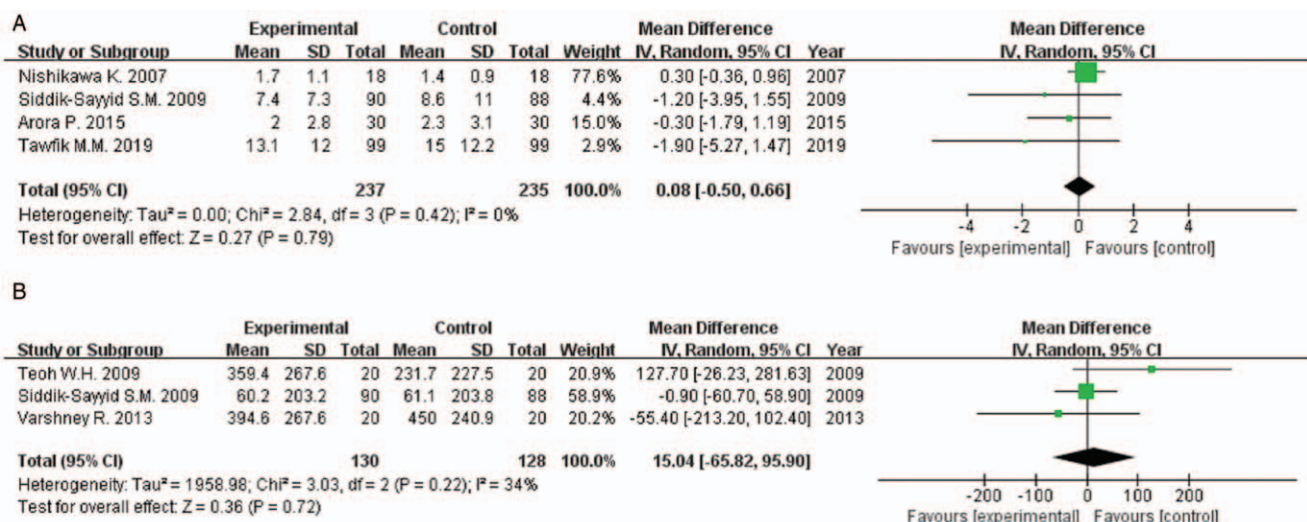 A
Experimental Control Mean Difference Mean Difference
Study or Subgroup Mean SD Total Mean SD Total Weight IV, Random, 95% CI Year IV, Random, 95% CI
Nishikawa K. 2007 1.7 1.1 18 1.4 0.9 18 77.6% 0.30 [-0.36, 0.96] 2007
Siddik-Sayyid S.M. 2009 7.4 7.3 90 8.6 11 88 4.4% -1.20 [-3.95, 1.55] 2009
Arora P. 2015 2 2.8 30 2.3 3.1 30 15.0% -0.30 [-1.79, 1.19] 2015
Tawfik M.M. 2019 13.1 12 99 15 12.2 99 2.9% -1.90 [-5.27, 1.47] 2019
Total (95% CI) 237 235 100.0% 0.08 [-0.50, 0.66]
Heterogeneity: Tau² = 0.00; Chi² = 2.84, df = 3 (P = 0.42); I² = 0%
Test for overall effect: Z = 0.27 (P = 0.79)
-4 -2 0 2 4
Favours [experimental] Favours [control]
B
Experimental Control Mean Difference Mean Difference
Study or Subgroup Mean SD Total Mean SD Total Weight IV, Random, 95% CI Year IV, Random, 95% CI
Teoh W.H. 2009 359.4 267.6 20 231.7 227.5 20 20.9% 127.70 [-26.23, 281.63] 2009
Siddik-Sayyid S.M. 2009 60.2 203.2 90 61.1 203.8 88 58.9% -0.90 [-60.70, 58.90] 2009
Varshney R. 2013 394.6 267.6 20 450 240.9 20 20.2% -55.40 [-213.20, 102.40] 2013
Total (95% CI) 130 128 100.0% 15.04 [-65.82, 95.90]
Heterogeneity: Tau² = 1958.98; Chi² = 3.03, df = 2 (P = 0.22); I² = 34%
Test for overall effect: Z = 0.36 (P = 0.72)
-200 -100 0 100 200
Favours [experimental] Favours [control]